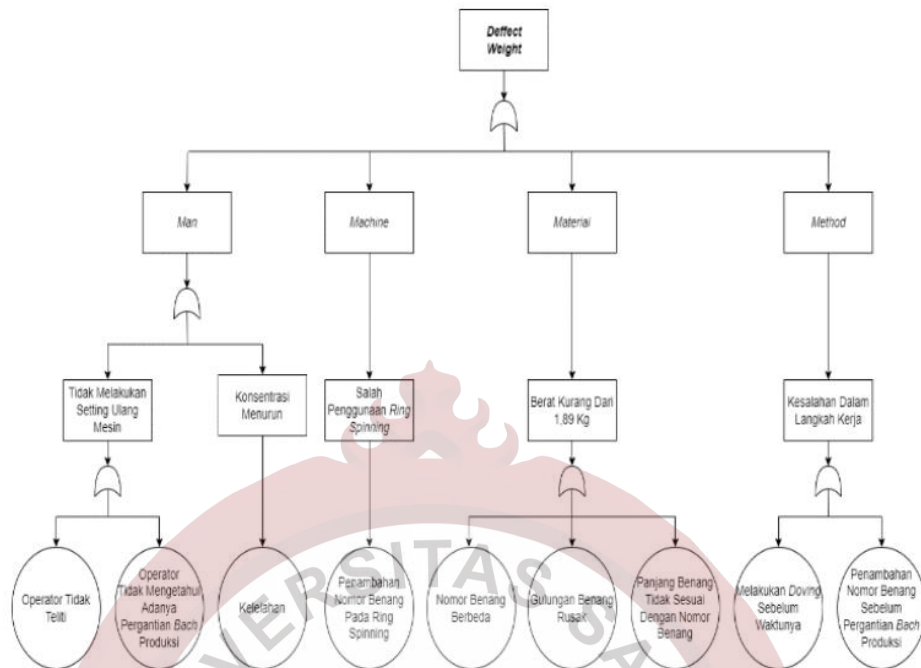 Deffect
Weight
Man
Machine
Material
Method
Tidak Melakukan
Setting Ulang
Mesin
Konsentrasi
Menurun
Salah
Penggunaan Ring
Spinning
Berat Kurang Dari
1,89 Kg
Kesalahan Dalam
Langkah Kerja
Operator Tidak
Teliti
Operator
Tidak Mengetahui
Adanya
Pergantian Bach
Produksi
Kelelahan
Penambahan
Nomor Benang
Pada Ring
Spinning
Nomor Benang
Berbeda
Gulungan Benang
Rusak
Panjang Benang
Tidak Sesuai
Dengan Nomor
Benang
Melakukan Doving
Sebelum
Waktunya
Penambahan
Nomor Benang
Sebelum
Pergantian Bach
Produksi
VERSITAS
SA